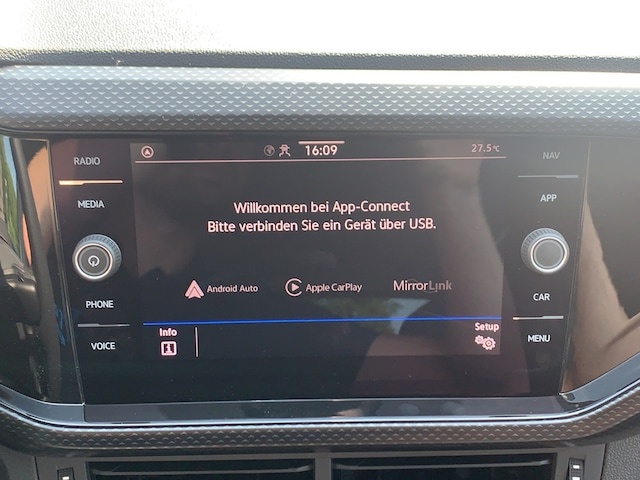 RADIO
MEDIA
PHONE
VOICE
16:09
27.5°C
Willkommen bei App-Connect
Bitte verbinden Sie ein Gerät über USB.
Android Auto
Apple CarPlay
MirrorLink
Info
Setup
NAV
APP
CAR
MENU